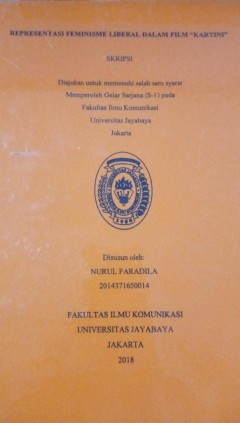 REPRESENTASI FEMINISME LIBERAL DALAM FILM "KARTINI"
SKRIPSI
Diajukan untuk memenuhi salah satu syarat
Memperoleh Gelar Sarjana (S-1) pada
Fakultas Ilmu Komunikasi
Universitas Jayabaya
Jakarta
Disusun oleh:
NURUL FARADILA
2014371650014
FAKULTAS ILMU KOMUNIKASI
UNIVERSITAS JAYABAYA
JAKARTA
2018